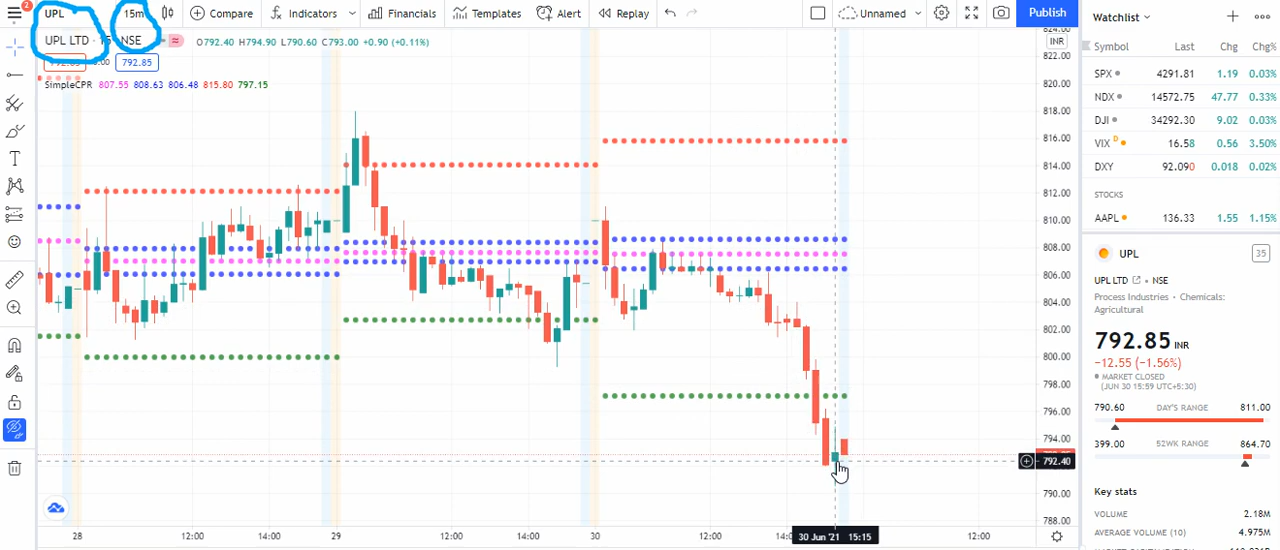 2
UPL 15m Compare Indicators Financials Templates Alert Replay Unnamed Publish
UPL LTD · 15 NSE O792.40 H794.90 L790.60 C793.00 +0.90 (+0.11%)
792.85
SimpleCPR 807.55 808.63 806.48 815.80 797.15
INR
824.00
822.00
820.00
818.00
816.00
814.00
812.00
810.00
808.00
806.00
804.00
802.00
800.00
798.00
796.00
794.00
792.40
790.00
788.00
28 12:00 14:00 29 12:00 14:00 30 12:00 14: 30 Jun '21 15:15 12:00
Watchlist
Symbol Last Chg Chg%
SPX 4291.81 1.19 0.03%
NDX 14572.75 47.77 0.33%
DJI 34292.30 9.02 0.03%
VIX D 16.58 0.56 3.50%
DXY 92.090 0.018 0.02%
STOCKS
AAPL 136.33 1.55 1.15%
UPL 35
UPL LTD • NSE
Process Industries • Chemicals:
Agricultural
792.85 INR
−12.55 (−1.56%)
MARKET CLOSED
(JUN 30 15:59 UTC+5:30)
790.60 DAY'S RANGE 811.00
399.00 52WK RANGE 864.70
Key stats
VOLUME 2.18M
AVERAGE VOLUME (10) 4.975M